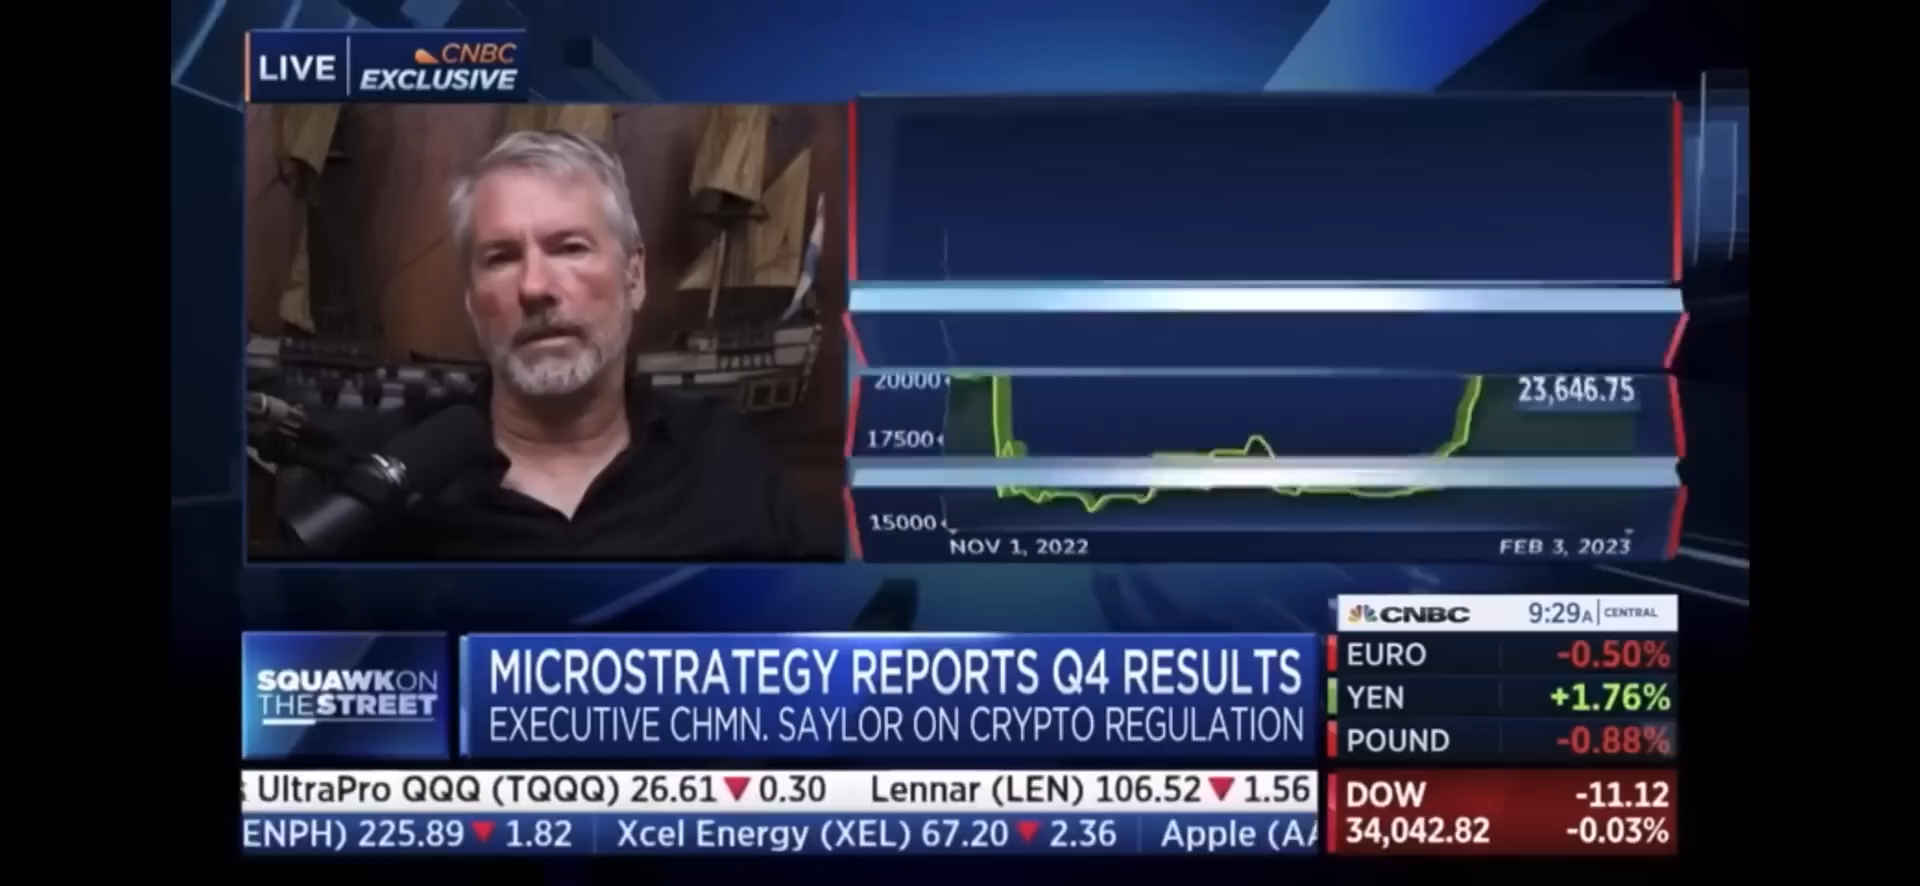 LIVE
CNBC
EXCLUSIVE
20000
23,646.75
17500
15000
NOV 1, 2022
FEB 3, 2023
CNBC 9:29A CENTRAL
EURO -0.50%
YEN +1.76%
POUND -0.88%
SQUAWK ON
THE STREET
MICROSTRATEGY REPORTS Q4 RESULTS
EXECUTIVE CHMN. SAYLOR ON CRYPTO REGULATION
UltraPro QQQ (TQQQ) 26.61 ▼ 0.30 Lennar (LEN) 106.52 ▼ 1.56
ENPH) 225.89 ▼ 1.82 Xcel Energy (XEL) 67.20 ▼ 2.36 Apple (AA
DOW -11.12
34,042.82 -0.03%